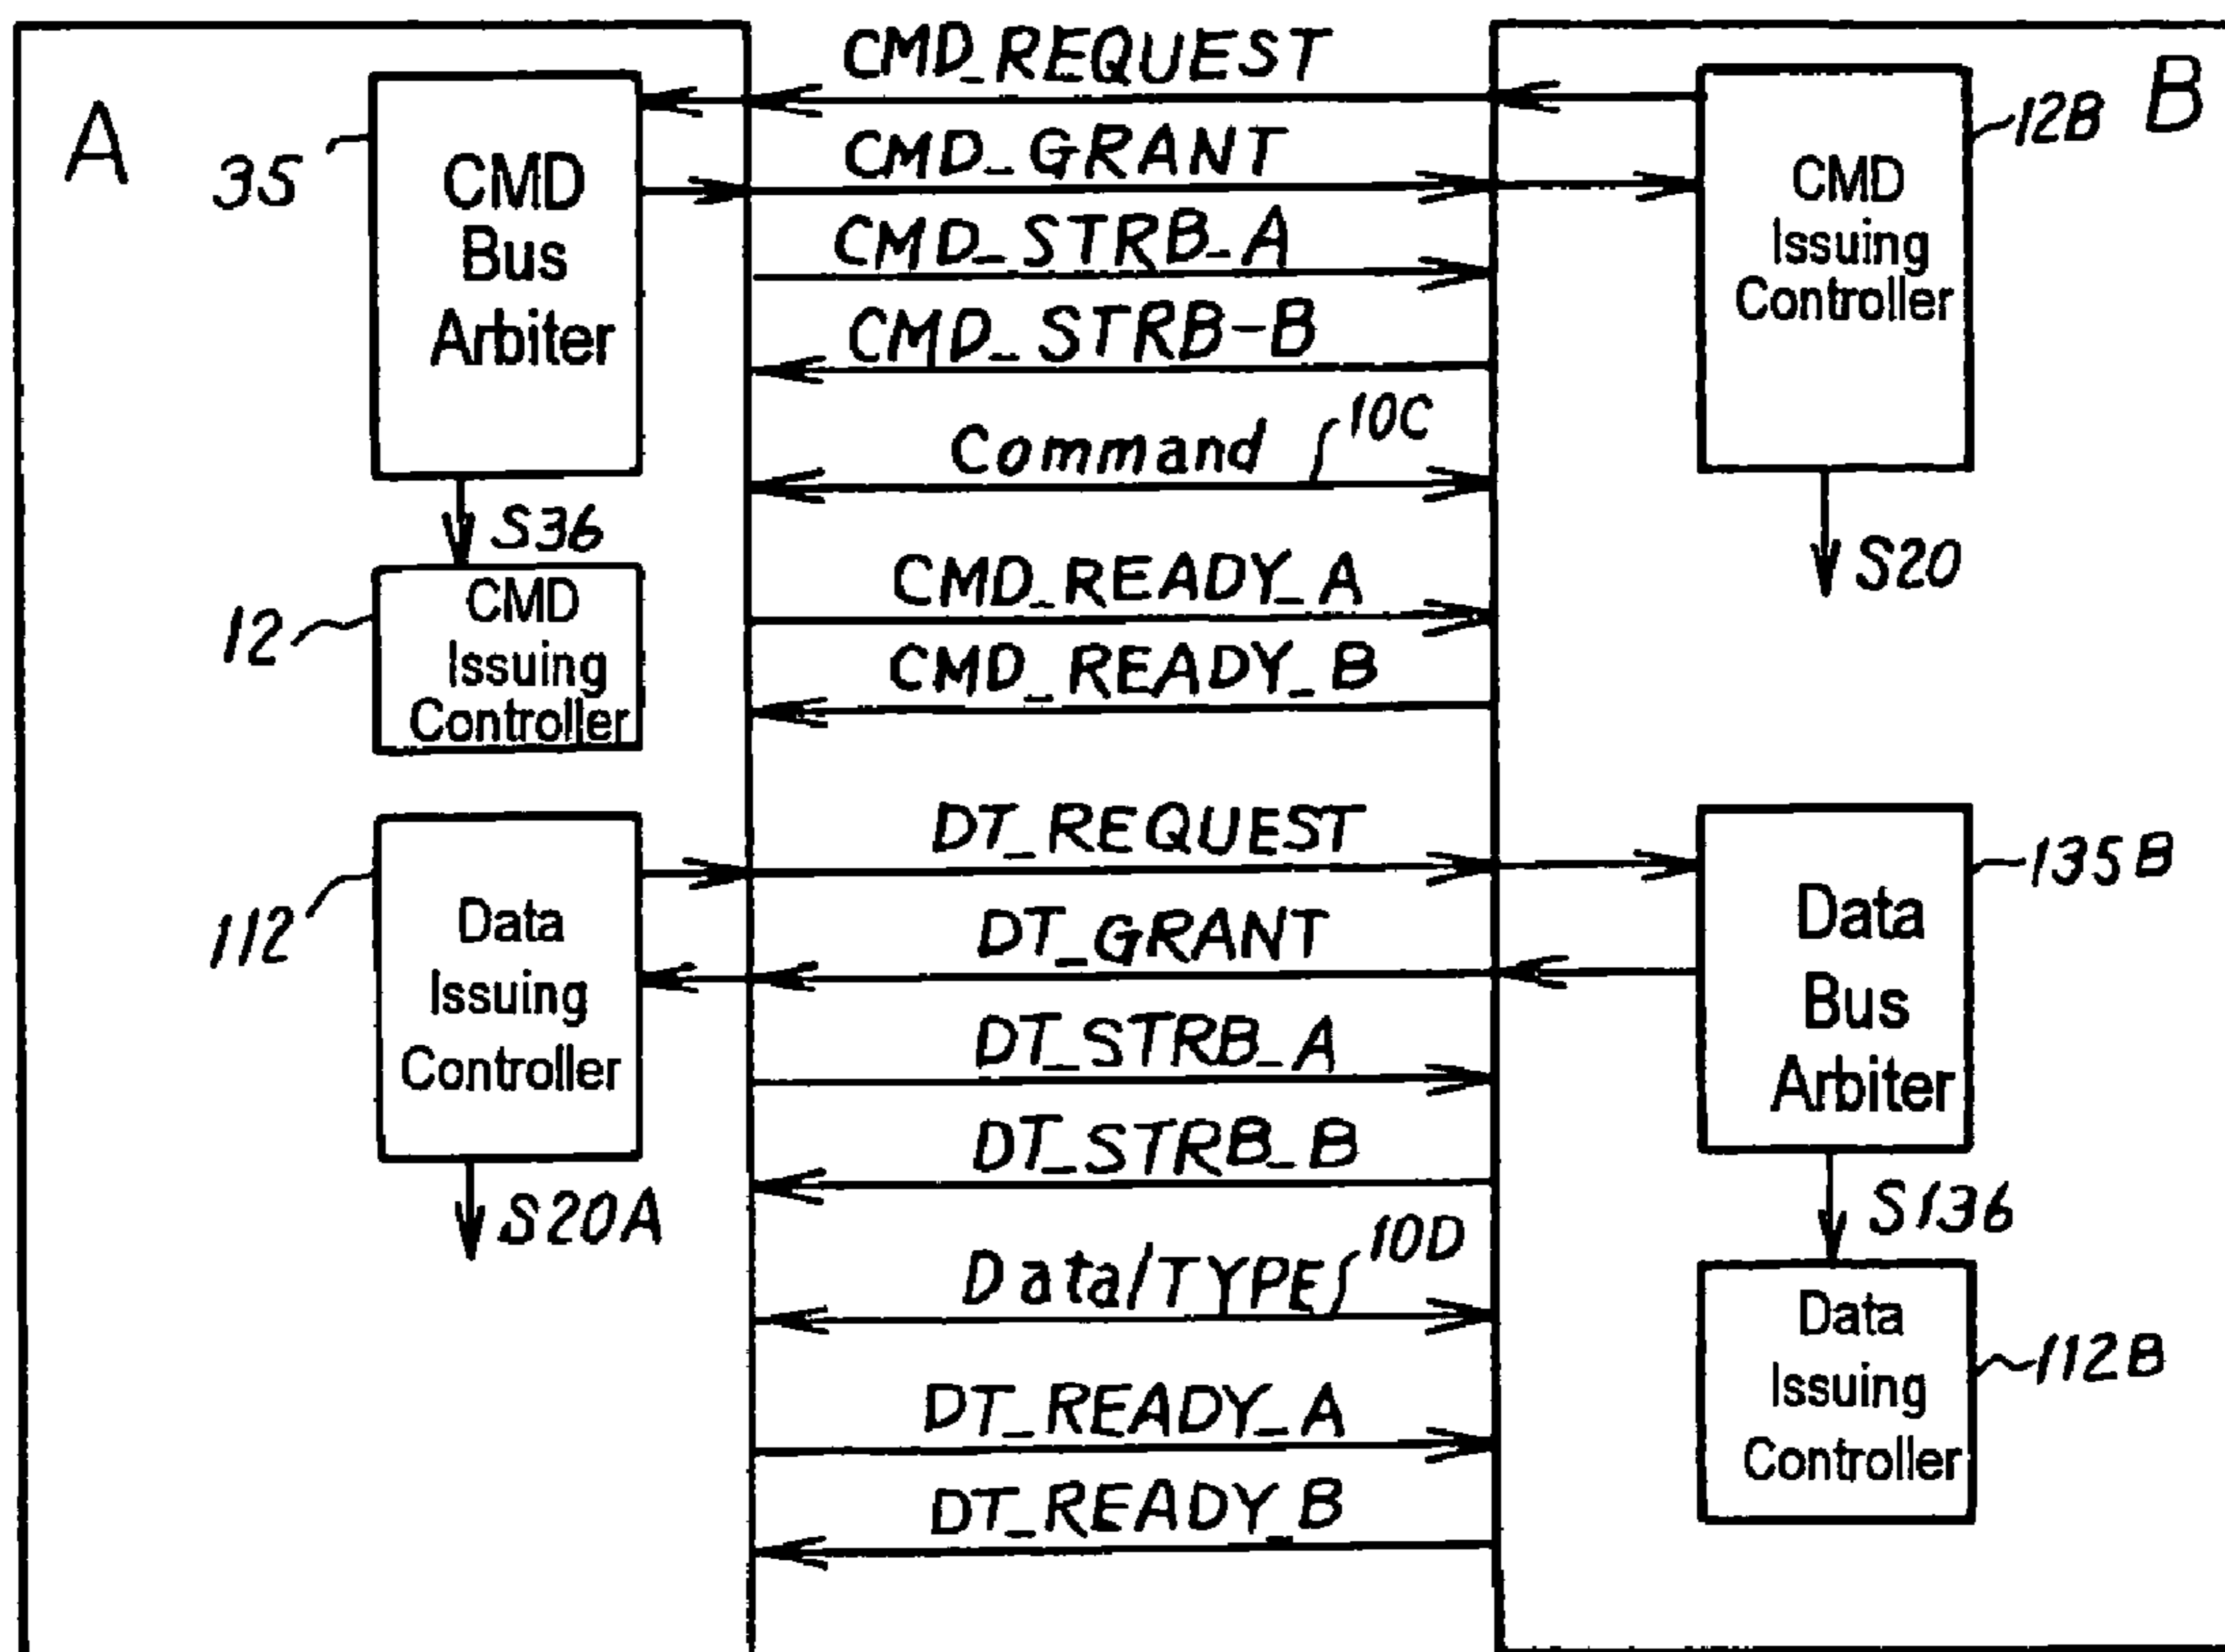 A
B
35
CMD
Bus
Arbiter
S36
12
CMD
Issuing
Controller
112
Data
Issuing
Controller
S20A
CMD_REQUEST
CMD_GRANT
CMD_STRB-A
CMD_STRB-B
Command
10C
CMD_READY_A
CMD_READY_B
DT_REQUEST
DT_GRANT
DT_STRB_A
DT_STRB_B
Data/TYPE
10D
DT_READY_A
DT_READY_B
12B
CMD
Issuing
Controller
S20
135B
Data
Bus
Arbiter
S136
112B
Data
Issuing
Controller